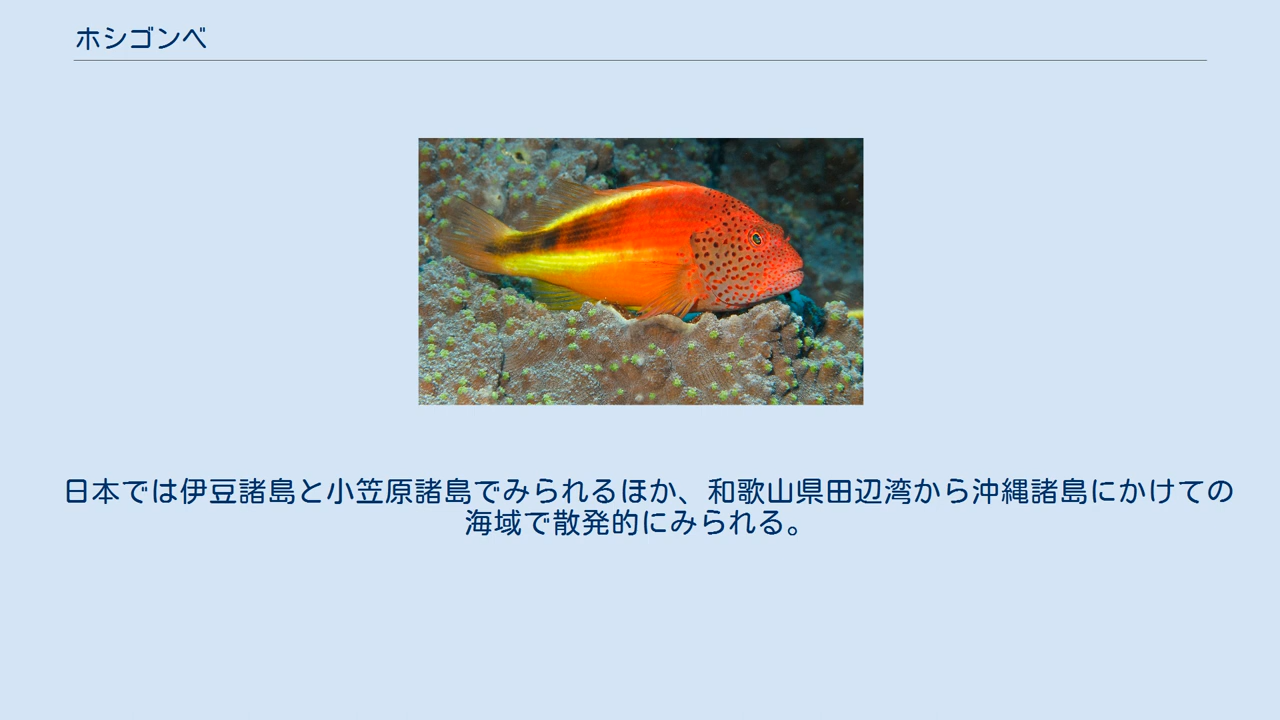 ホシゴンベ
日本では伊豆諸島と小笠原諸島でみられるほか、和歌山県田辺湾から沖縄諸島にかけての
海域で散発的にみられる。